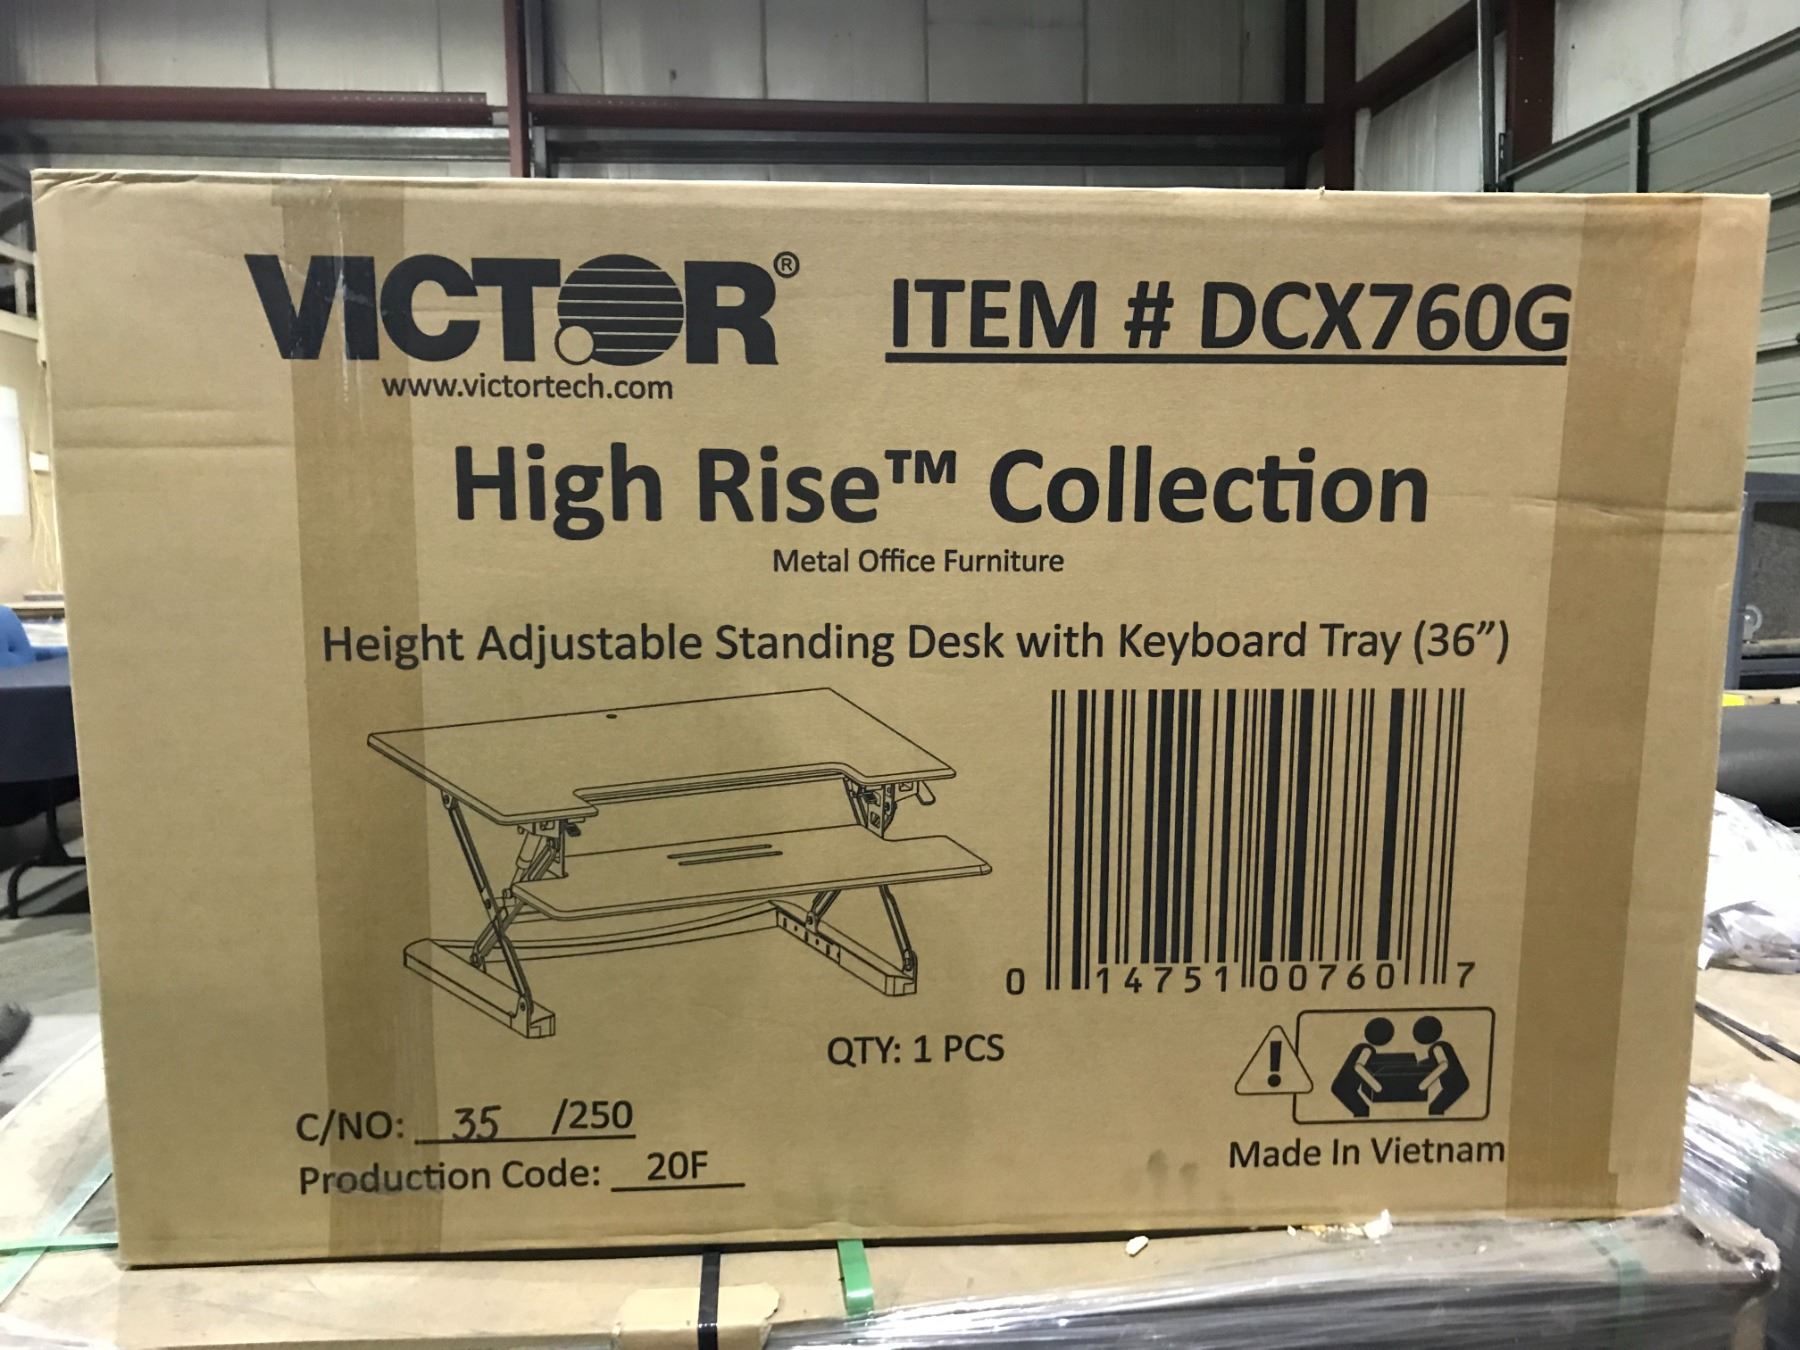 VICTOR®
www.victortech.com
ITEM # DCX760G
High Rise™ Collection
Metal Office Furniture
Height Adjustable Standing Desk with Keyboard Tray (36”)
0 14751 00760 7
QTY: 1 PCS
C/NO: 35 /250
Production Code: 20F
Made In Vietnam